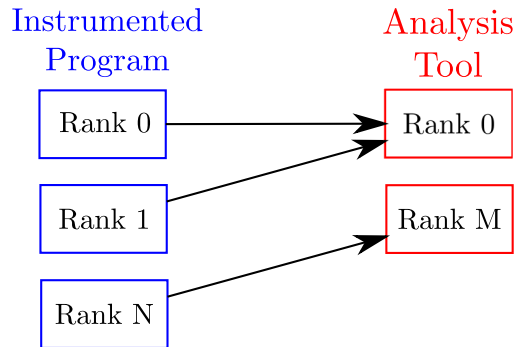 Instrumented
Program
Analysis
Tool
Rank 0
Rank 0
Rank 1
Rank M
Rank N